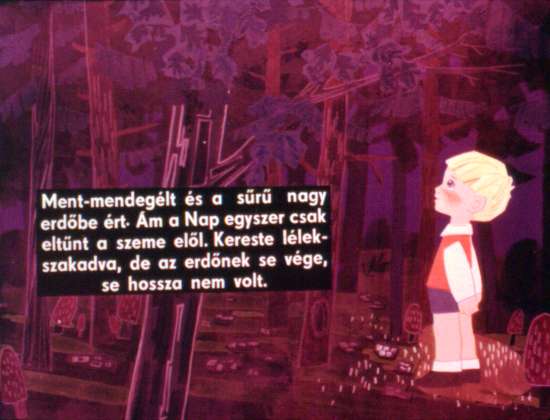 Ment-mendegélt és a sűrű nagy
erdőbe ért. Ám a Nap egyszer csak
eltűnt a szeme elől. Kereste lélek-
szakadva, de az erdőnek se vége,
se hossza nem volt.